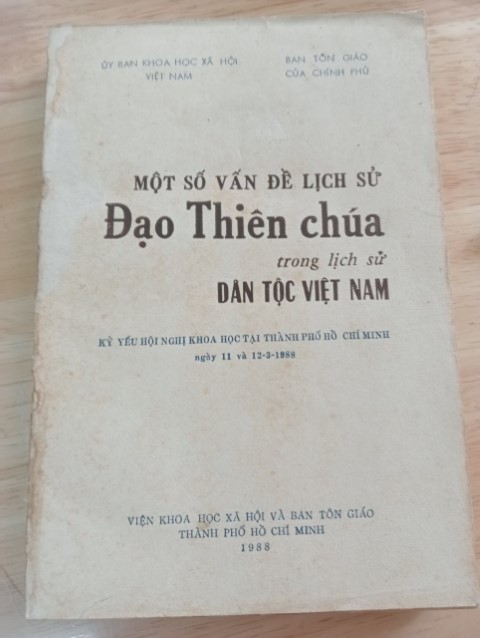 ỦY BAN KHOA HỌC XÃ HỘI
VIỆT NAM
BAN TÔN GIÁO
CỦA CHÍNH PHỦ
MỘT SỐ VẤN ĐỀ LỊCH SỬ
Đạo Thiên chúa
trong lịch sử
DÂN TỘC VIỆT NAM
KỶ YẾU HỘI NGHỊ KHOA HỌC TẠI THÀNH PHỐ HỒ CHÍ MINH
ngày 11 và 12-3-1988
VIỆN KHOA HỌC XÃ HỘI VÀ BAN TÔN GIÁO
THÀNH PHỐ HỒ CHÍ MINH
1988